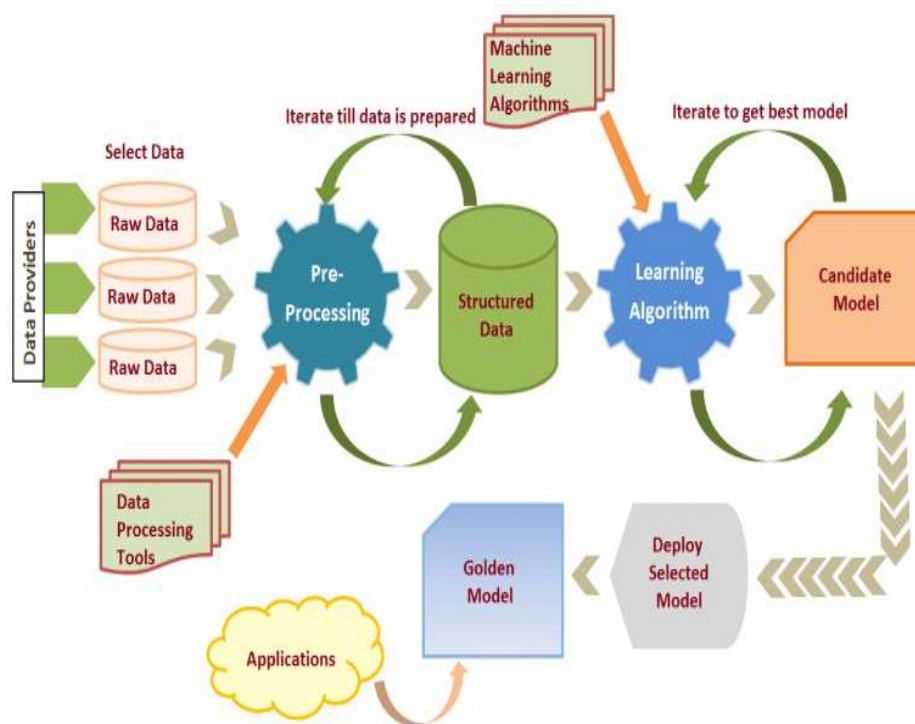 Machine
Learning
Algorithms
Iterate till data is prepared
Iterate to get best model
Select Data
Data Providers
Raw Data
Raw Data
Raw Data
Pre-
Processing
Structured
Data
Learning
Algorithm
Candidate
Model
Data
Processing
Tools
Golden
Model
Deploy
Selected
Model
Applications